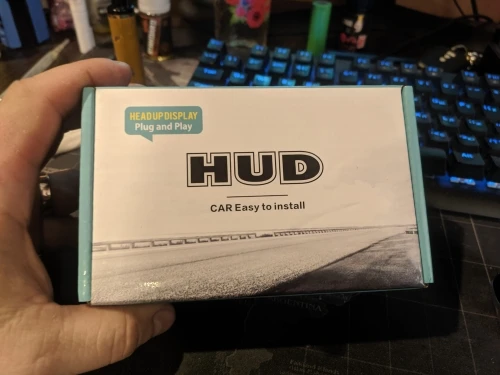 HEAD UP DISPLAY
Plug and Play
HUD
CAR Easy to install